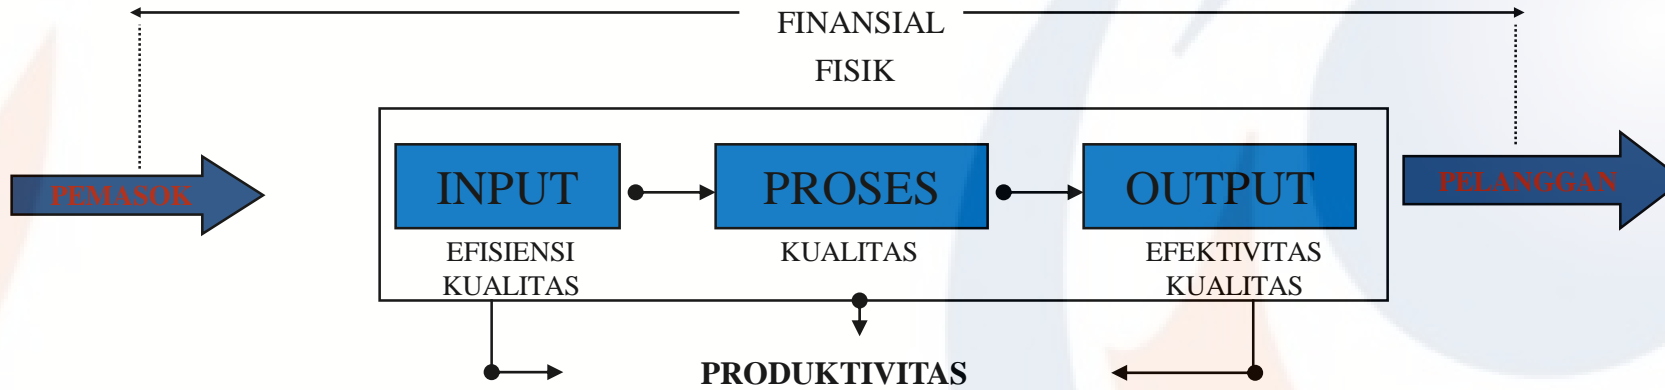 FINANSIAL
FISIK
PEMASOK
INPUT
PROSES
OUTPUT
PELANGGAN
EFISIENSI
KUALITAS
KUALITAS
EFEKTIVITAS
KUALITAS
PRODUKTIVITAS